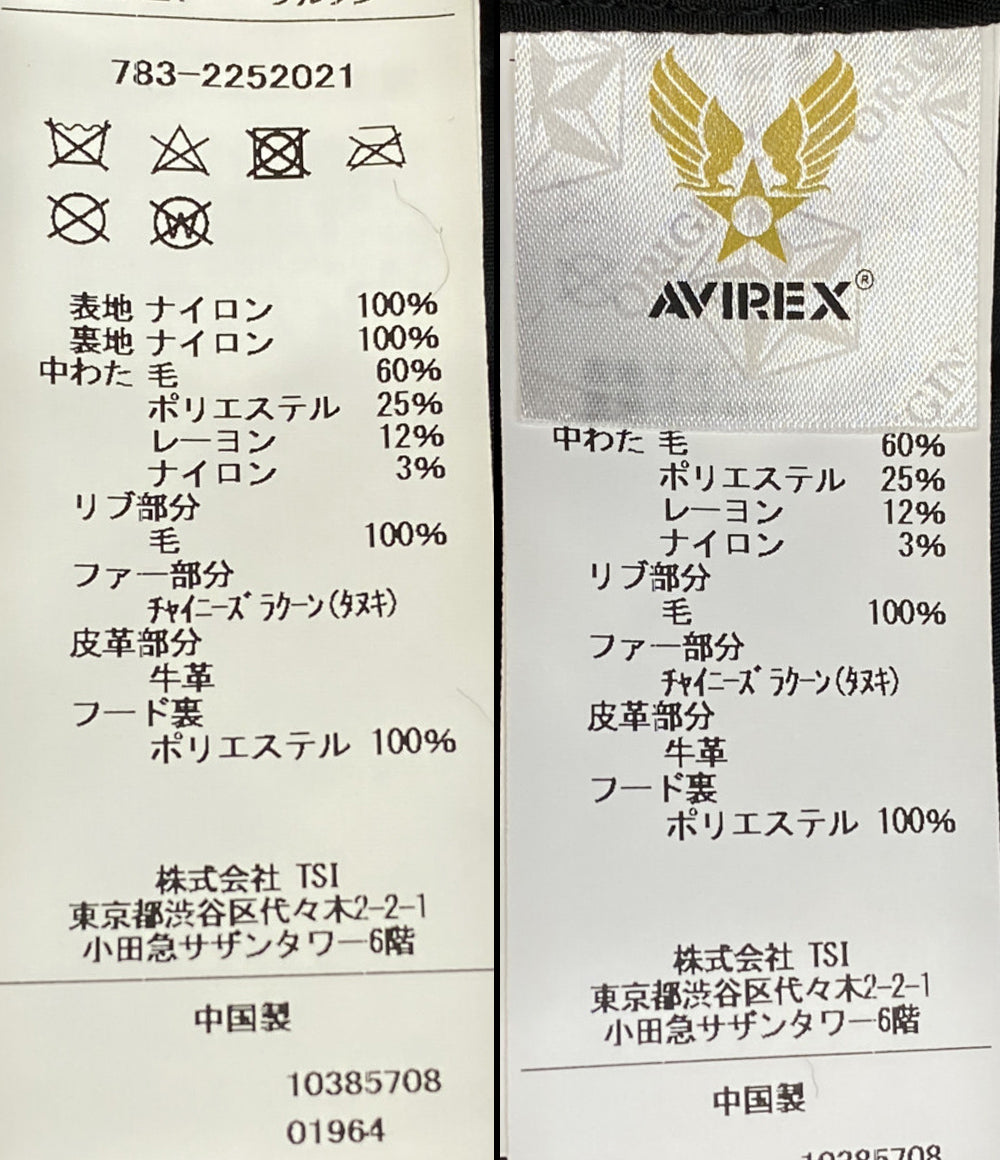 783-2252021
表地 ナイロン 100%
裏地 ナイロン 100%
中わた 毛 60%
ポリエステル 25%
レーヨン 12%
ナイロン 3%
リブ部分
毛 100%
ファー部分
ﾁｬｲﾆｰｽﾞﾗｸｰﾝ(ﾀﾇｷ)
皮革部分
牛革
フード裏
ポリエステル 100%
株式会社 TSI
東京都渋谷区代々木2-2-1
小田急サザンタワー6階
中国製
10385708
01964
ORIG
ORIG
GIN
AVIREX®
中わた 毛 60%
ポリエステル 25%
レーヨン 12%
ナイロン 3%
リブ部分
毛 100%
ファー部分
ﾁｬｲﾆｰｽﾞﾗｸｰﾝ(ﾀﾇｷ)
皮革部分
牛革
フード裏
ポリエステル 100%
株式会社 TSI
東京都渋谷区代々木2-2-1
小田急サザンタワー6階
中国製
10385708